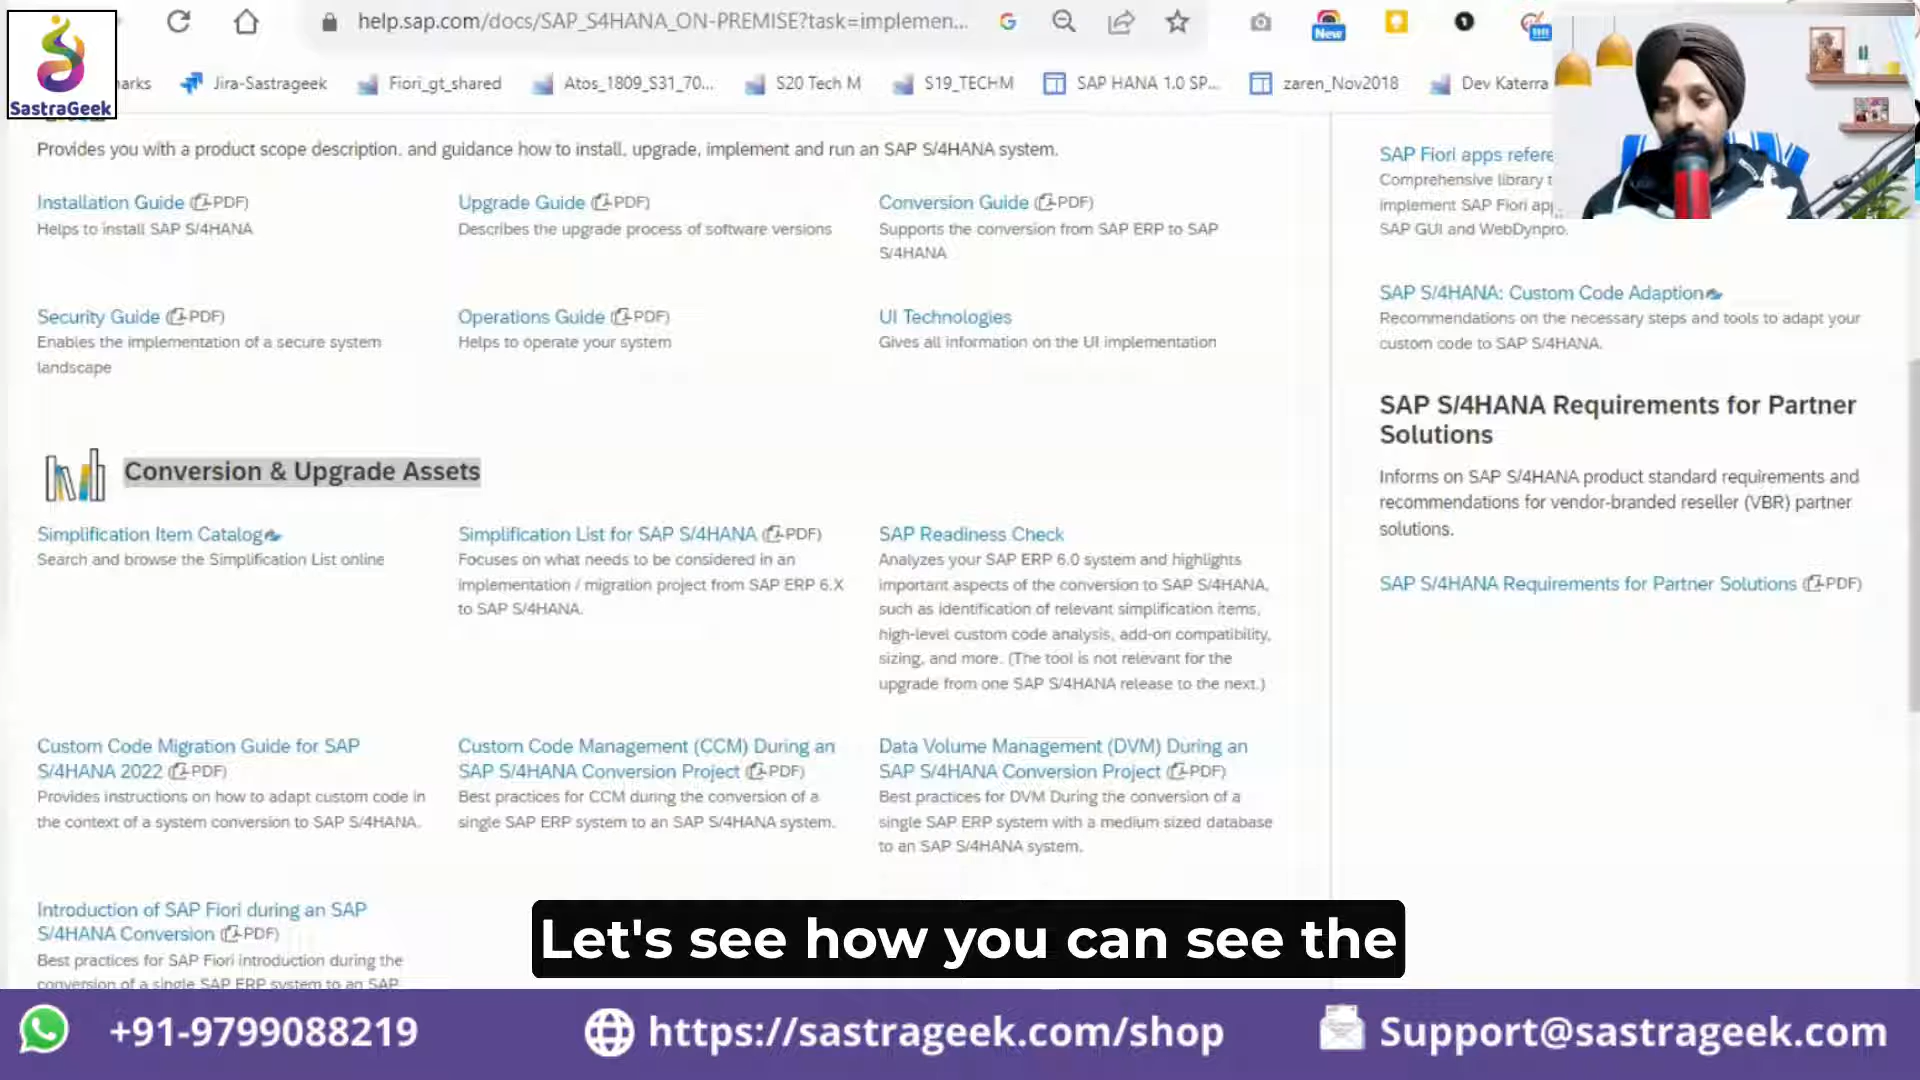 help.sap.com/docs/SAP_S4HANA_ON-PREMISE?task=implemen...
New
1
SastraGeek
arks
Jira-Sastrageek
Fiori_gt_shared
Atos_1809_S31_70...
S20 Tech M
S19_TECHM
SAP HANA 1.0 SP...
zaren_Nov2018
Dev Katerra
Provides you with a product scope description, and guidance how to install, upgrade, implement and run an SAP S/4HANA system.
Installation Guide (PDF)
Helps to install SAP S/4HANA
Upgrade Guide (PDF)
Describes the upgrade process of software versions
Conversion Guide (PDF)
Supports the conversion from SAP ERP to SAP
S/4HANA
Security Guide (PDF)
Enables the implementation of a secure system
landscape
Operations Guide (PDF)
Helps to operate your system
UI Technologies
Gives all information on the UI implementation
Conversion & Upgrade Assets
Simplification Item Catalog
Search and browse the Simplification List online
Simplification List for SAP S/4HANA (PDF)
Focuses on what needs to be considered in an
implementation / migration project from SAP ERP 6.X
to SAP S/4HANA.
SAP Readiness Check
Analyzes your SAP ERP 6.0 system and highlights
important aspects of the conversion to SAP S/4HANA,
such as identification of relevant simplification items,
high-level custom code analysis, add-on compatibility,
sizing, and more. (The tool is not relevant for the
upgrade from one SAP S/4HANA release to the next.)
Custom Code Migration Guide for SAP
S/4HANA 2022 (PDF)
Provides instructions on how to adapt custom code in
the context of a system conversion to SAP S/4HANA.
Custom Code Management (CCM) During an
SAP S/4HANA Conversion Project (PDF)
Best practices for CCM during the conversion of a
single SAP ERP system to an SAP S/4HANA system.
Data Volume Management (DVM) During an
SAP S/4HANA Conversion Project (PDF)
Best practices for DVM During the conversion of a
single SAP ERP system with a medium sized database
to an SAP S/4HANA system.
Introduction of SAP Fiori during an SAP
S/4HANA Conversion (PDF)
Best practices for SAP Fiori introduction during the
conversion of a single SAP ERP system to an SAP
SAP Fiori apps refere
Comprehensive library t
implement SAP Fiori ap
SAP GUI and WebDynpro.
SAP S/4HANA: Custom Code Adaption
Recommendations on the necessary steps and tools to adapt your
custom code to SAP S/4HANA.
SAP S/4HANA Requirements for Partner
Solutions
Informs on SAP S/4HANA product standard requirements and
recommendations for vendor-branded reseller (VBR) partner
solutions.
SAP S/4HANA Requirements for Partner Solutions (PDF)
Let's see how you can see the
+91-9799088219
https://sastrageek.com/shop
Support@sastrageek.com